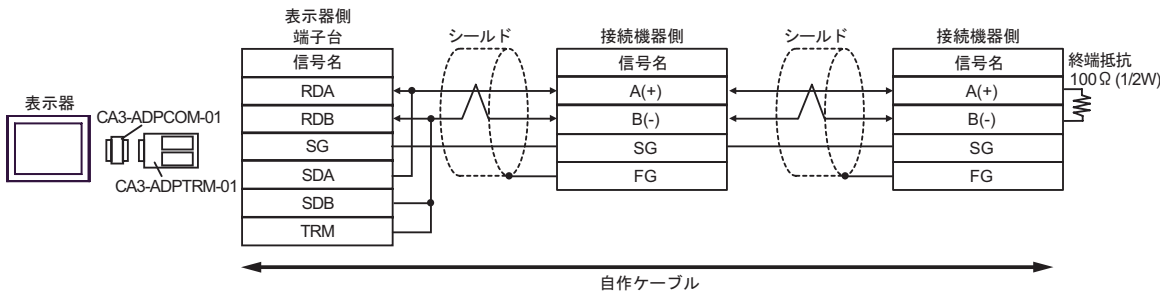 表示器
CA3-ADPCOM-01
CA3-ADPTRM-01
表示器側
端子台
信号名
RDA
RDB
SG
SDA
SDB
TRM
シールド
接続機器側
信号名
A(+)
B(-)
SG
FG
シールド
接続機器側
信号名
A(+)
B(-)
SG
FG
終端抵抗
100Ω (1/2W)
自作ケーブル